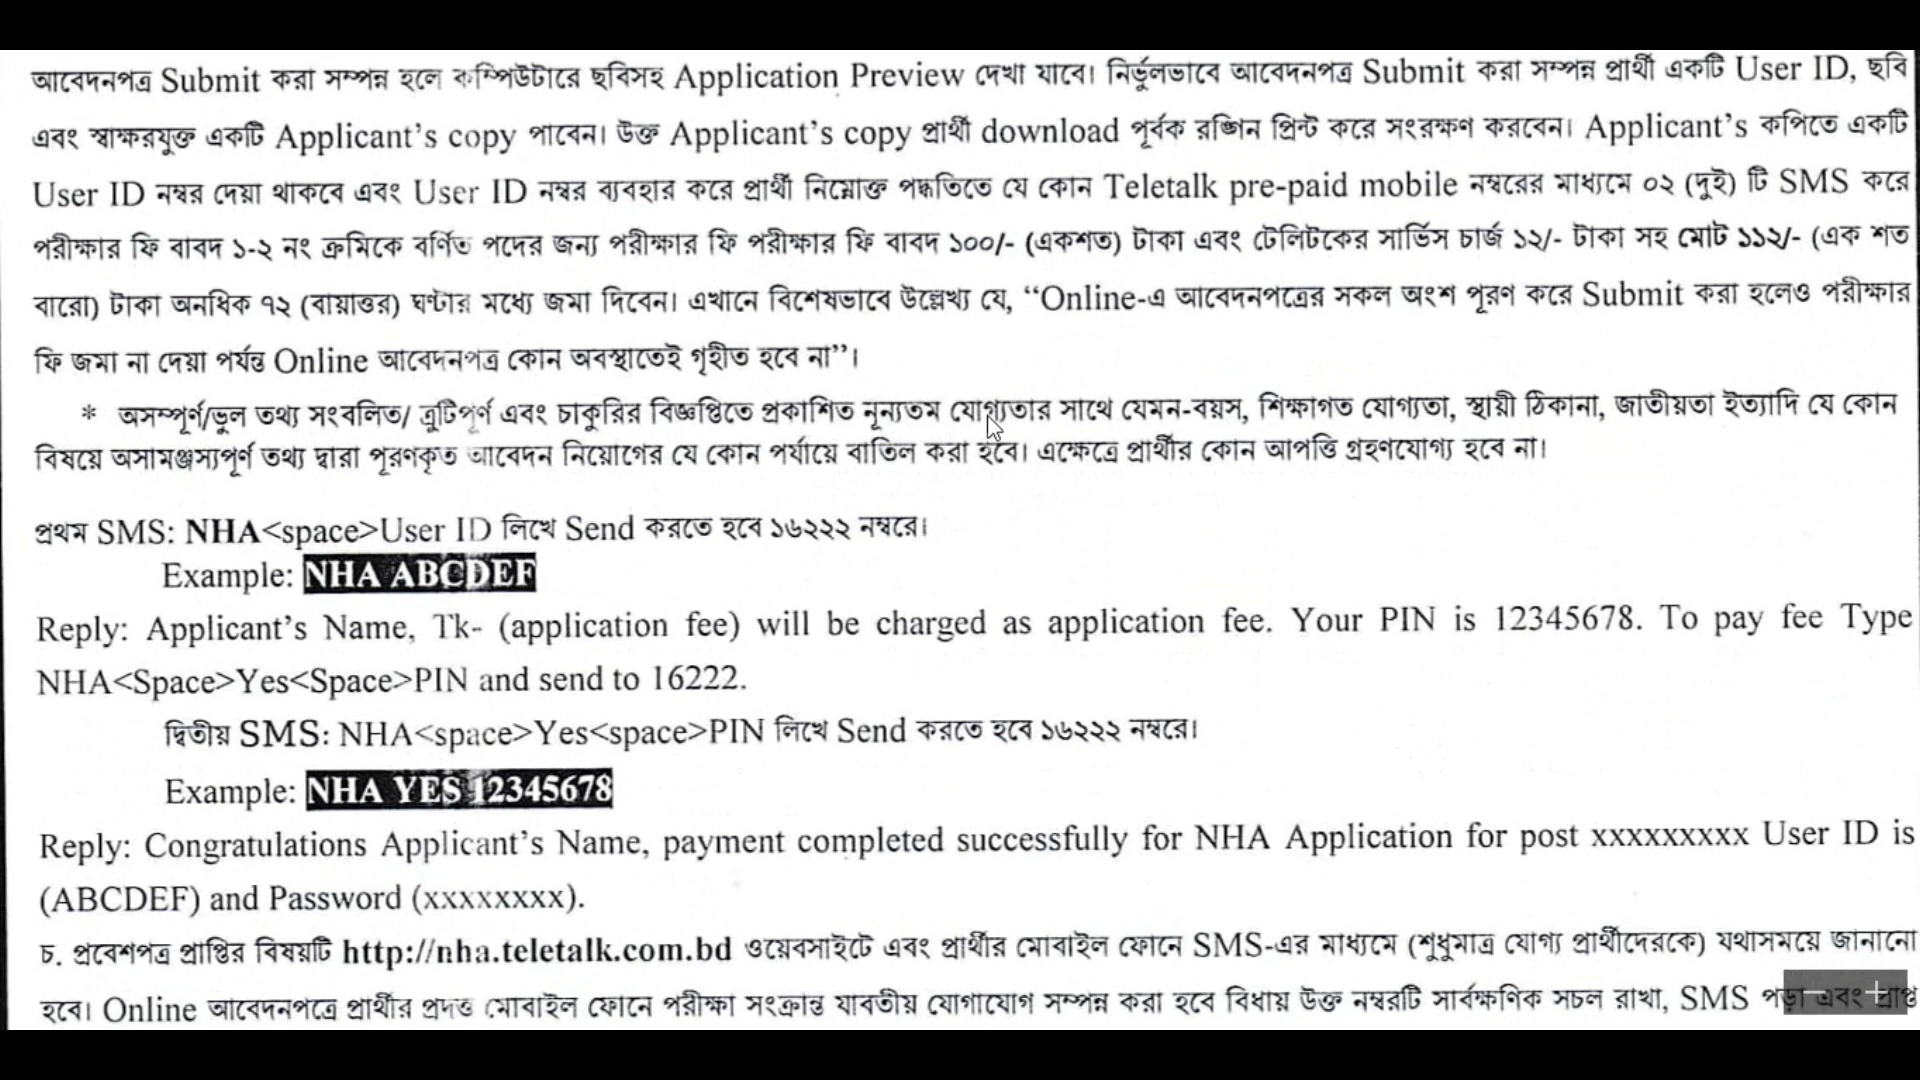 আবেদনপত্র Submit করা সম্পন্ন হলে কম্পিউটারে ছবিসহ Application Preview দেখা যাবে। নির্ভুলভাবে আবেদনপত্র Submit করা সম্পন্ন প্রার্থী একটি User ID, ছবি
এবং স্বাক্ষরযুক্ত একটি Applicant’s copy পাবেন। উক্ত Applicant’s copy প্রার্থী download পূর্বক রঙ্গিন প্রিন্ট করে সংরক্ষণ করবেন। Applicant’s কপিতে একটি
User ID নম্বর দেয়া থাকবে এবং User ID নম্বর ব্যবহার করে প্রার্থী নিম্নোক্ত পদ্ধতিতে যে কোন Teletalk pre-paid mobile নম্বরের মাধ্যমে ০২ (দুই) টি SMS করে
পরীক্ষার ফি বাবদ ১-২ নং ক্রমিকে বর্ণিত পদের জন্য পরীক্ষার ফি পরীক্ষার ফি বাবদ ১০০/- (একশত) টাকা এবং টেলিটকের সার্ভিস চার্জ ১২/- টাকা সহ মোট ১১২/- (এক শত
বারো) টাকা অনধিক ৭২ (বায়াত্তর) ঘণ্টার মধ্যে জমা দিবেন। এখানে বিশেষভাবে উল্লেখ্য যে, “Online-এ আবেদনপত্রের সকল অংশ পূরণ করে Submit করা হলেও পরীক্ষার
ফি জমা না দেয়া পর্যন্ত Online আবেদনপত্র কোন অবস্থাতেই গৃহীত হবে না”।
* অসম্পূর্ণ/ভুল তথ্য সংবলিত/ ত্রুটিপূর্ণ এবং চাকুরির বিজ্ঞপ্তিতে প্রকাশিত নূন্যতম যোগ্যতার সাথে যেমন-বয়স, শিক্ষাগত যোগ্যতা, স্থায়ী ঠিকানা, জাতীয়তা ইত্যাদি যে কোন
বিষয়ে অসামঞ্জস্যপূর্ণ তথ্য দ্বারা পূরণকৃত আবেদন নিয়োগের যে কোন পর্যায়ে বাতিল করা হবে। এক্ষেত্রে প্রার্থীর কোন আপত্তি গ্রহণযোগ্য হবে না।
প্রথম SMS: NHA<space>User ID লিখে Send করতে হবে ১৬২২২ নম্বরে।
Example: NHA ABCDEF
Reply: Applicant’s Name, Tk- (application fee) will be charged as application fee. Your PIN is 12345678. To pay fee Type
NHA<Space>Yes<Space>PIN and send to 16222.
দ্বিতীয় SMS: NHA<space>Yes<space>PIN লিখে Send করতে হবে ১৬২২২ নম্বরে।
Example: NHA YES 12345678
Reply: Congratulations Applicant’s Name, payment completed successfully for NHA Application for post xxxxxxxxx User ID is
(ABCDEF) and Password (xxxxxxxx).
চ. প্রবেশপত্র প্রাপ্তির বিষয়টি http://nha.teletalk.com.bd ওয়েবসাইটে এবং প্রার্থীর মোবাইল ফোনে SMS-এর মাধ্যমে (শুধুমাত্র যোগ্য প্রার্থীদেরকে) যথাসময়ে জানানো
হবে। Online আবেদনপত্রে প্রার্থীর প্রদত্ত মোবাইল ফোনে পরীক্ষা সংক্রান্ত যাবতীয় যোগাযোগ সম্পন্ন করা হবে বিধায় উক্ত নম্বরটি সার্বক্ষণিক সচল রাখা, SMS পড়া এবং প্রাপ্ত